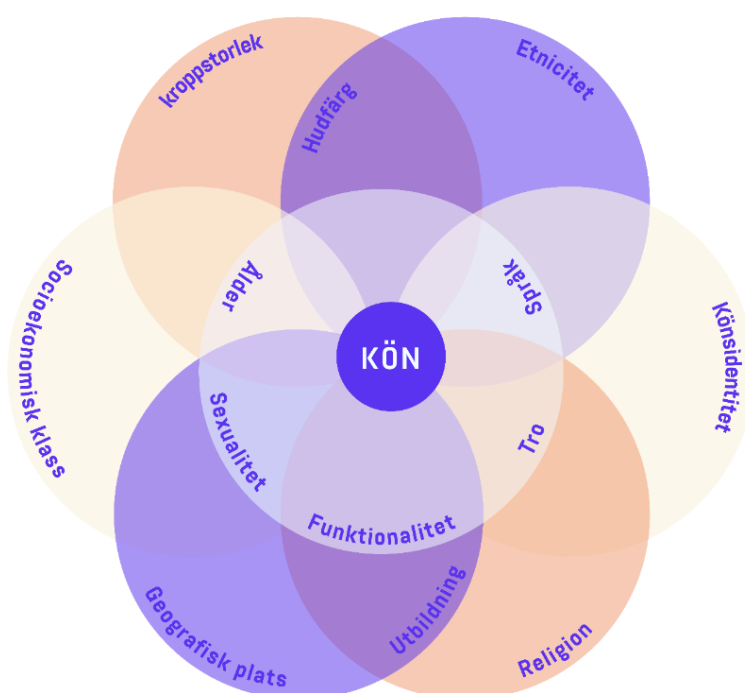 kroppstorlek
Etnicitet
Hudfärg
Ålder
Språk
Socioekonomisk klass
KÖN
Könsidentitet
Sexualitet
Tro
Funktionalitet
Utbildning
Geografisk plats
Religion